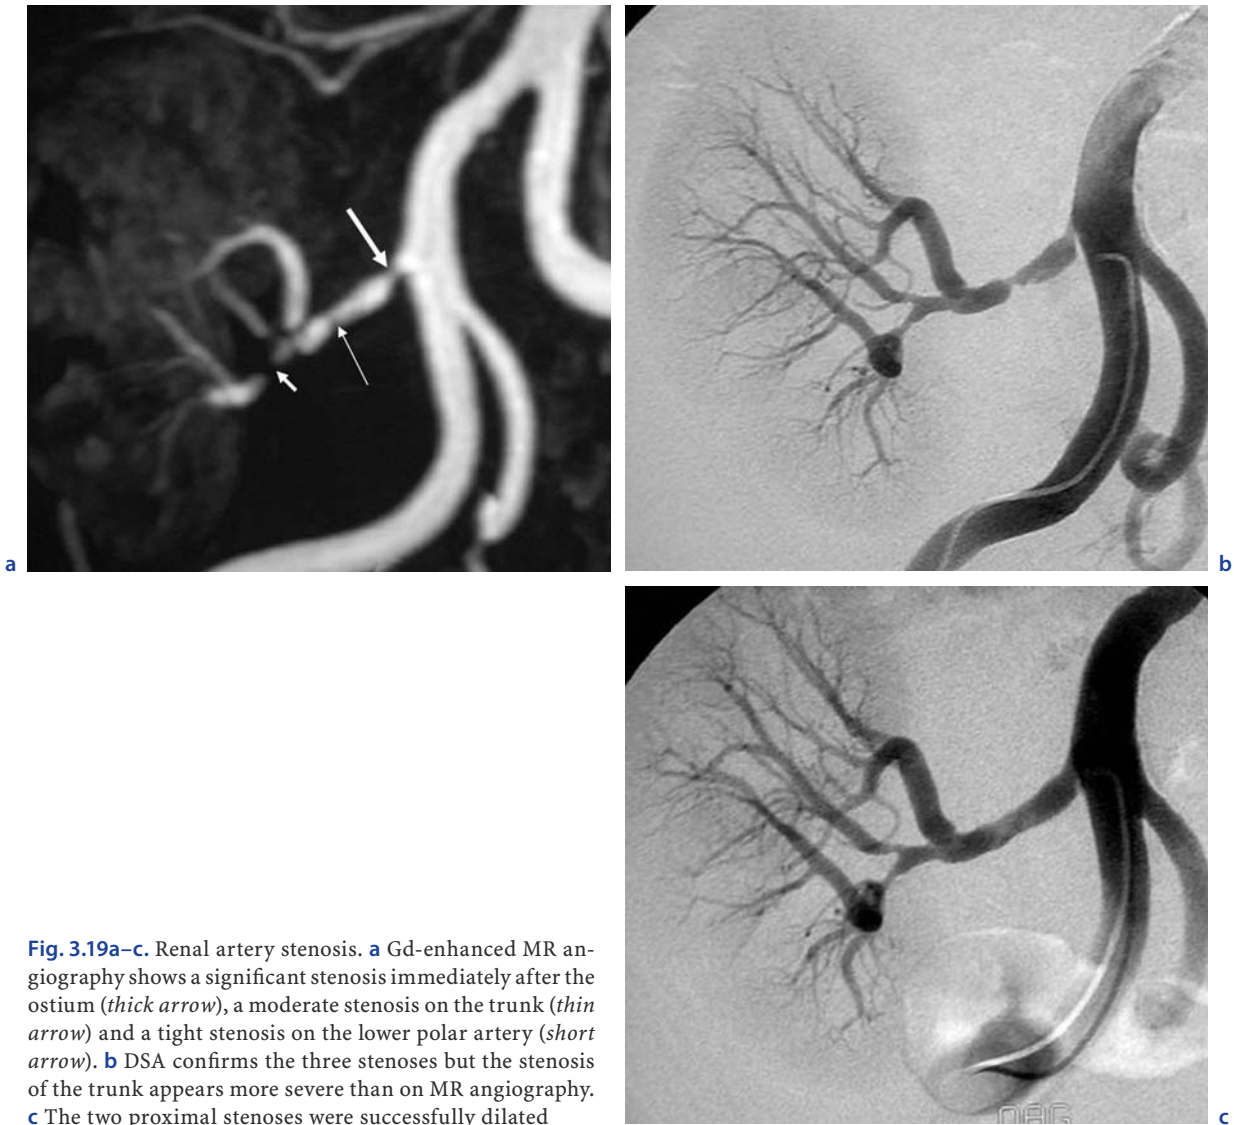 a
b
Fig. 3.19a–c. Renal artery stenosis. a Gd-enhanced MR an-
giography shows a significant stenosis immediately after the
ostium (thick arrow), a moderate stenosis on the trunk (thin
arrow) and a tight stenosis on the lower polar artery (short
arrow). b DSA confirms the three stenoses but the stenosis
of the trunk appears more severe than on MR angiography.
c The two proximal stenoses were successfully dilated
c